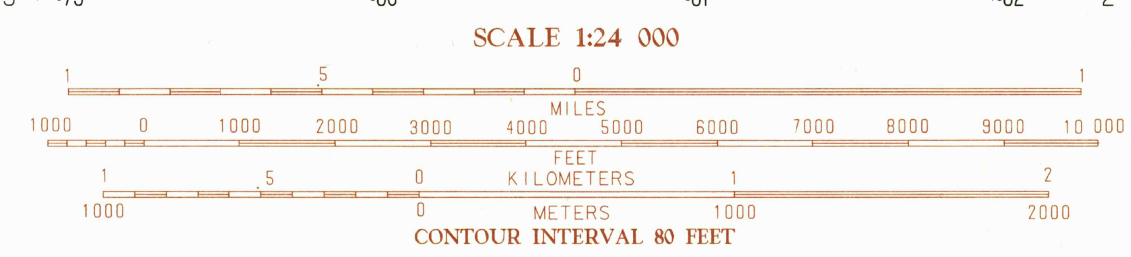 SCALE 1:24 000
1 .5 0 1
MILES
1000 0 1000 2000 3000 4000 5000 6000 7000 8000 9000 10 000
FEET
1 .5 0 KILOMETERS 1 2
1000 0 METERS 1000 2000
CONTOUR INTERVAL 80 FEET